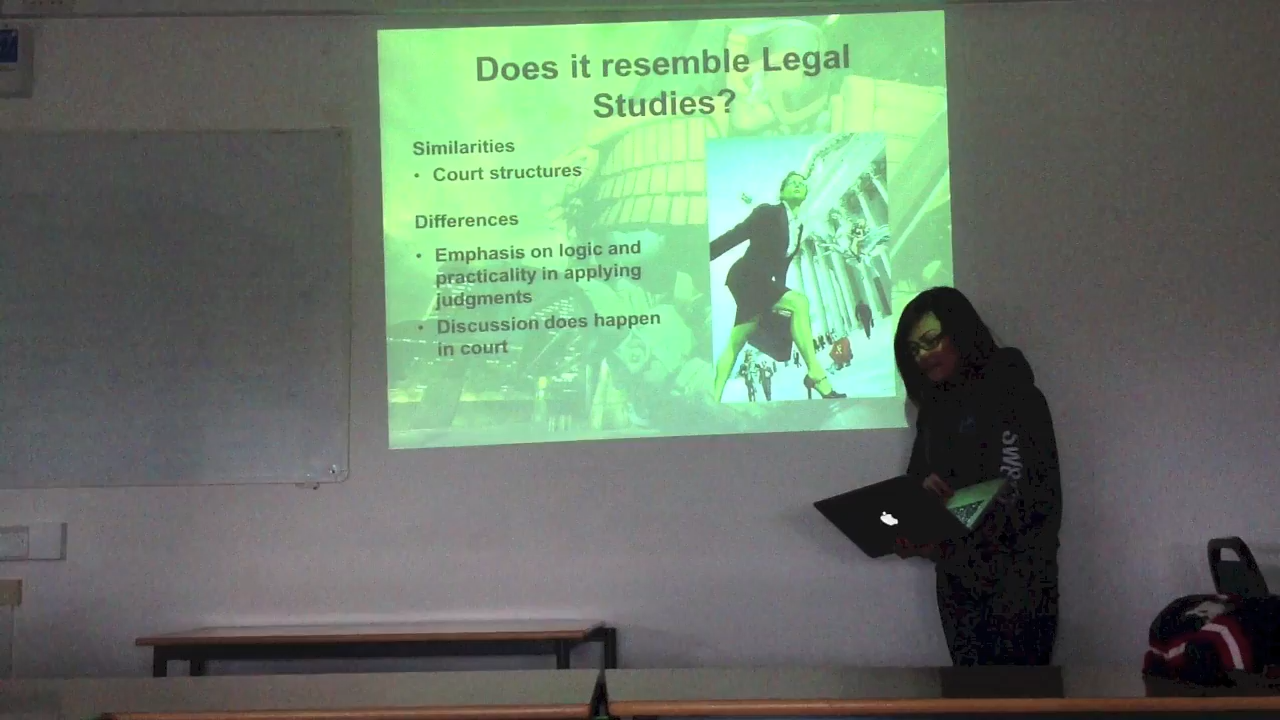 Does it resemble Legal
Studies?
Similarities
• Court structures
Differences
• Emphasis on logic and
practicality in applying
judgments
• Discussion does happen
in court